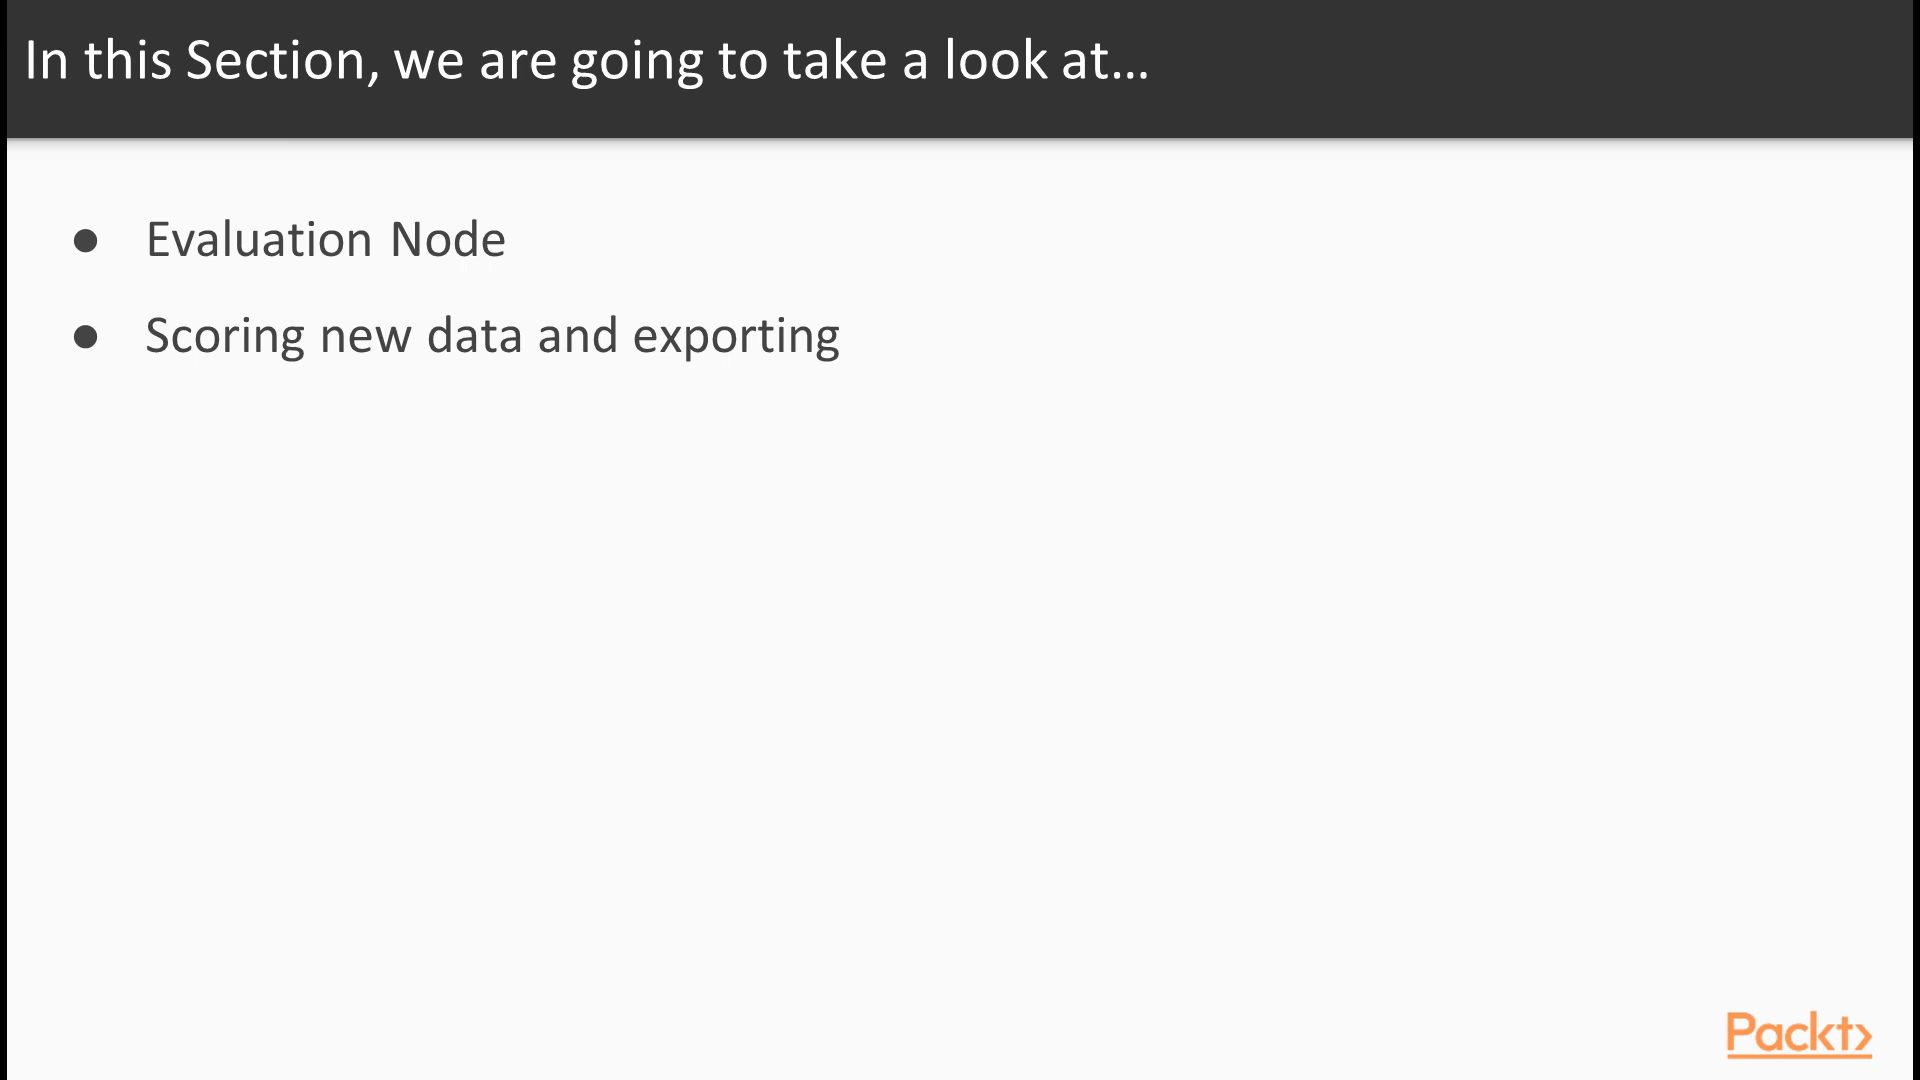 In this Section, we are going to take a look at...
● Evaluation Node
● Scoring new data and exporting
Packt>